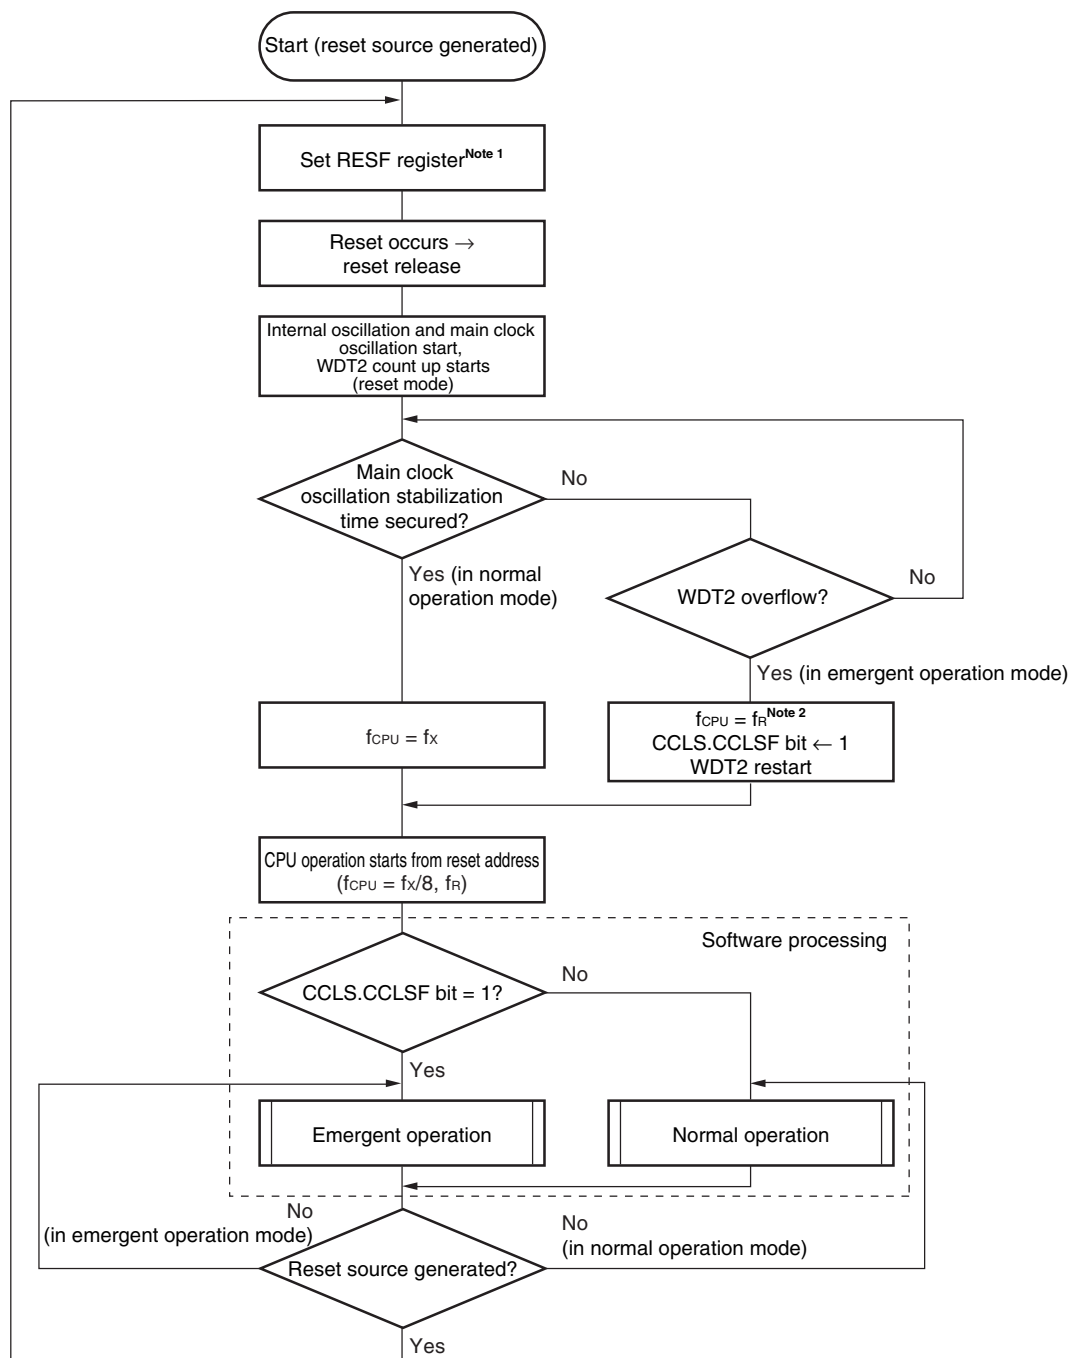 Start (reset source generated)
Set RESF register Note 1
Reset occurs →
reset release
Internal oscillation and main clock
oscillation start,
WDT2 count up starts
(reset mode)
Main clock
oscillation stabilization
time secured?
No
Yes (in normal
operation mode)
WDT2 overflow?
No
Yes (in emergent operation mode)
fCPU = fX
fCPU = fR Note 2
CCLS.CCLSF bit ← 1
WDT2 restart
CPU operation starts from reset address
(fCPU = fX/8, fR)
Software processing
CCLS.CCLSF bit = 1?
No
Yes
Emergent operation
Normal operation
No
(in emergent operation mode)
No
(in normal operation mode)
Reset source generated?
Yes